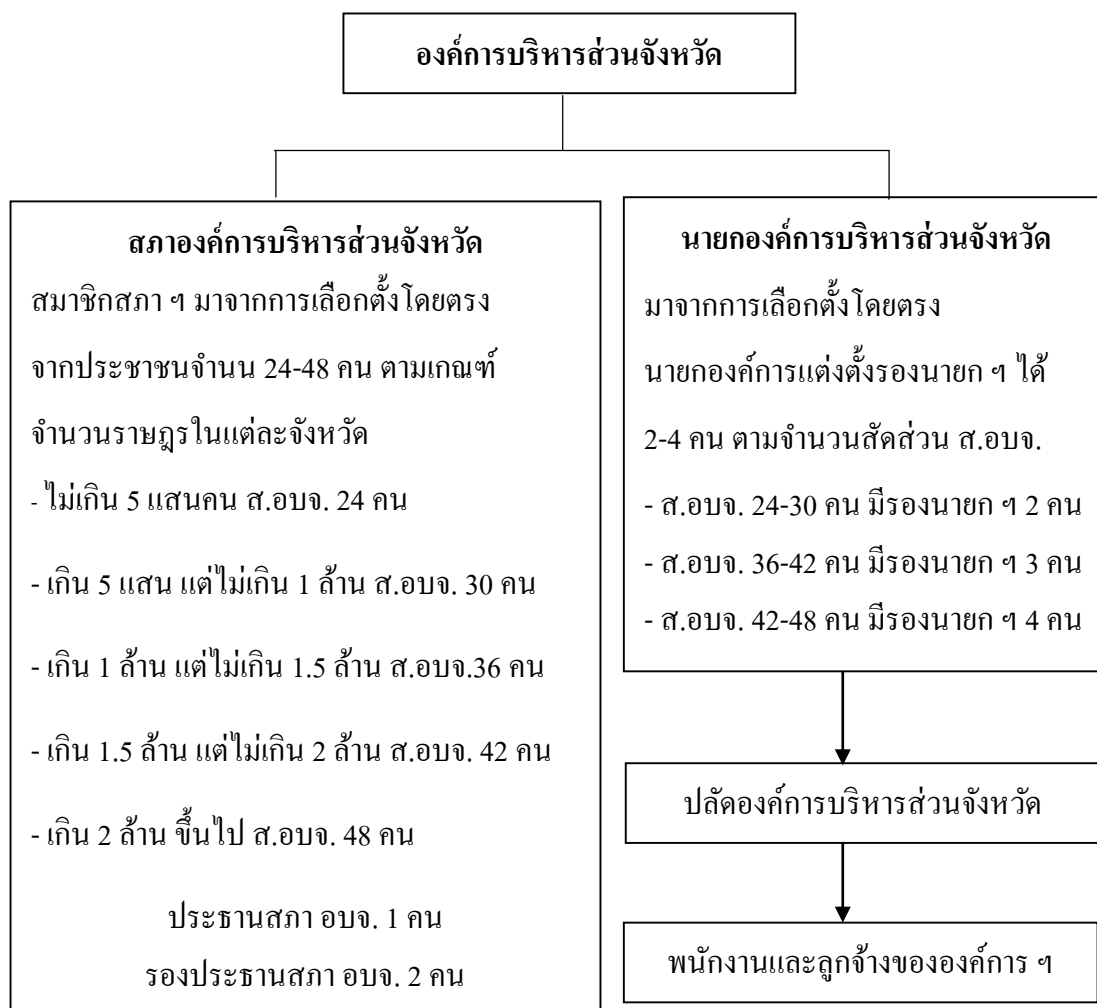 องค์การบริหารส่วนจังหวัด
สภาองค์การบริหารส่วนจังหวัด
สมาชิกสภา ฯ มาจากการเลือกตั้งโดยตรง
จากประชาชนจำนน 24-48 คน ตามเกณฑ์
จำนวนราษฎรในแต่ละจังหวัด
- ไม่เกิน 5 แสนคน ส.อบจ. 24 คน
- เกิน 5 แสน แต่ไม่เกิน 1 ล้าน ส.อบจ. 30 คน
- เกิน 1 ล้าน แต่ไม่เกิน 1.5 ล้าน ส.อบจ.36 คน
- เกิน 1.5 ล้าน แต่ไม่เกิน 2 ล้าน ส.อบจ. 42 คน
- เกิน 2 ล้าน ขึ้นไป ส.อบจ. 48 คน
ประธานสภา อบจ. 1 คน
รองประธานสภา อบจ. 2 คน
นายกองค์การบริหารส่วนจังหวัด
มาจากการเลือกตั้งโดยตรง
นายกองค์การแต่งตั้งรองนายก ฯ ได้
2-4 คน ตามจำนวนสัดส่วน ส.อบจ.
- ส.อบจ. 24-30 คน มีรองนายก ฯ 2 คน
- ส.อบจ. 36-42 คน มีรองนายก ฯ 3 คน
- ส.อบจ. 42-48 คน มีรองนายก ฯ 4 คน
ปลัดองค์การบริหารส่วนจังหวัด
พนักงานและลูกจ้างขององค์การ ฯ